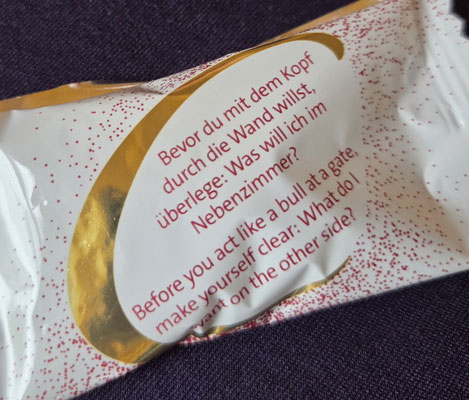 Bevor du mit dem Kopf
durch die Wand willst,
überlege: Was will ich im
Nebenzimmer?
Before you act like a bull at a gate,
make yourself clear: What do I
want on the other side?